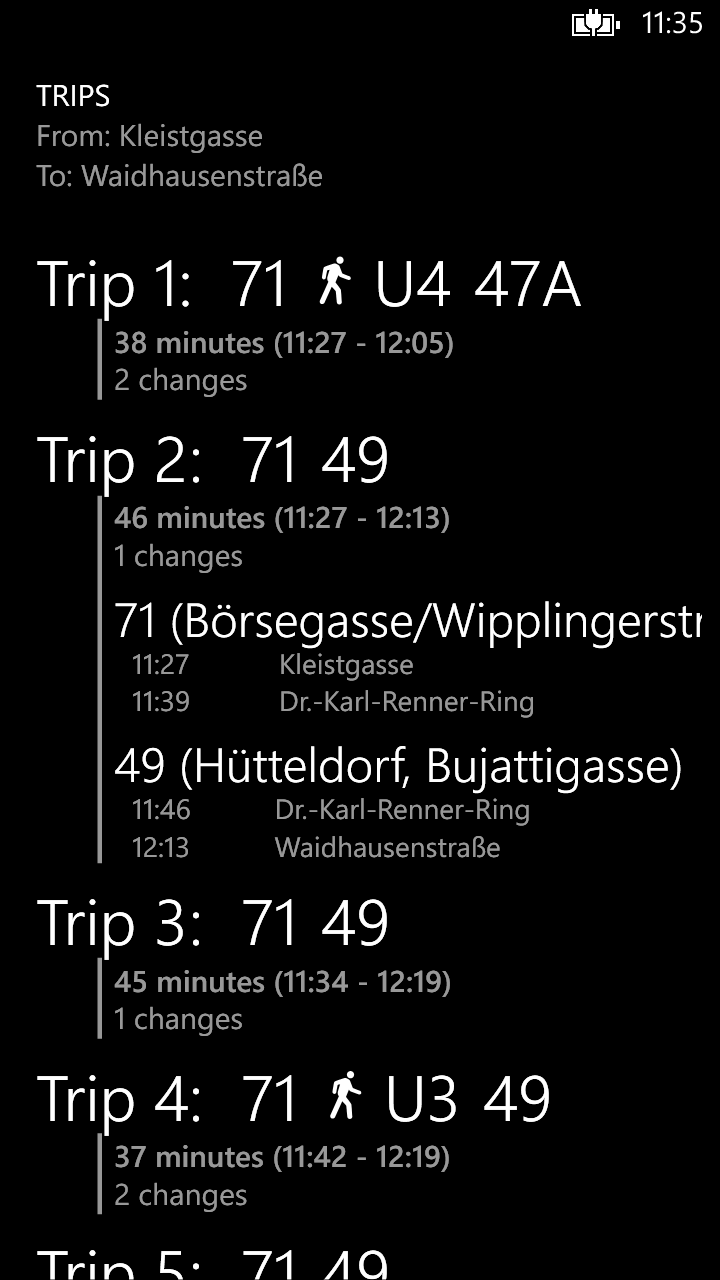 11:35
TRIPS
From: Kleistgasse
To: Waidhausenstraße
Trip 1: 71 U4 47A
38 minutes (11:27 - 12:05)
2 changes
Trip 2: 71 49
46 minutes (11:27 - 12:13)
1 changes
71 (Börsegasse/Wipplingerstr
11:27 Kleistgasse
11:39 Dr.-Karl-Renner-Ring
49 (Hütteldorf, Bujattigasse)
11:46 Dr.-Karl-Renner-Ring
12:13 Waidhausenstraße
Trip 3: 71 49
45 minutes (11:34 - 12:19)
1 changes
Trip 4: 71 U3 49
37 minutes (11:42 - 12:19)
2 changes
Trip 5: 71 49